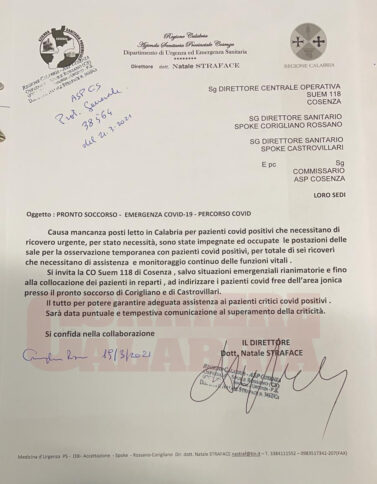 Regione Calabria
Agenzia Sanitaria Provinciale Cosenza
Dipartimento di Urgenza ed Emergenza Sanitaria
Direttore dott. Natale STRAFACE
REGIONE CALABRIA
ASP CS
Prot. Generale
38564
del 21.3.2021
Sg DIRETTORE CENTRALE OPERATIVA
SUEM 118
COSENZA
SG DIRETTORE SANITARIO
SPOKE CORIGLIANO ROSSANO
SG DIRETTORE SANITARIO
SPOKE CASTROVILLARI
E pc Sg
COMMISSARIO
ASP COSENZA
LORO SEDI
Oggetto : PRONTO SOCCORSO - EMERGENZA COVID-19 - PERCORSO COVID
Causa mancanza posti letto in Calabria per pazienti covid positivi che necessitano di
ricovero urgente, per stato necessità, sono state impegnate ed occupate le postazioni delle
sale per la osservazione temporanea con pazienti covid positivi, per totale di sei ricoveri
che necessitano di assistenza e monitoraggio continuo delle funzioni vitali .
Si invita la CO Suem 118 di Cosenza , salvo situazioni emergenziali rianimatorie e fino
alla collocazione dei pazienti in reparti , ad indirizzare i pazienti covid free dell'area jonica
presso il pronto soccorso di Corigliano e di Castrovillari.
Il tutto per potere garantire adeguata assistenza ai pazienti critici covid positivi .
Sarà data puntuale e tempestiva comunicazione al superamento della criticità.
CORRIERE
CALABRIA
Si confida nella collaborazione
IL DIRETTORE
Dott. Natale STRAFACE
Medicina d'Urgenza PS - 118- Accettazione - Spoke - Rossano-Corigliano Dir. dott. Natale STRAFACE